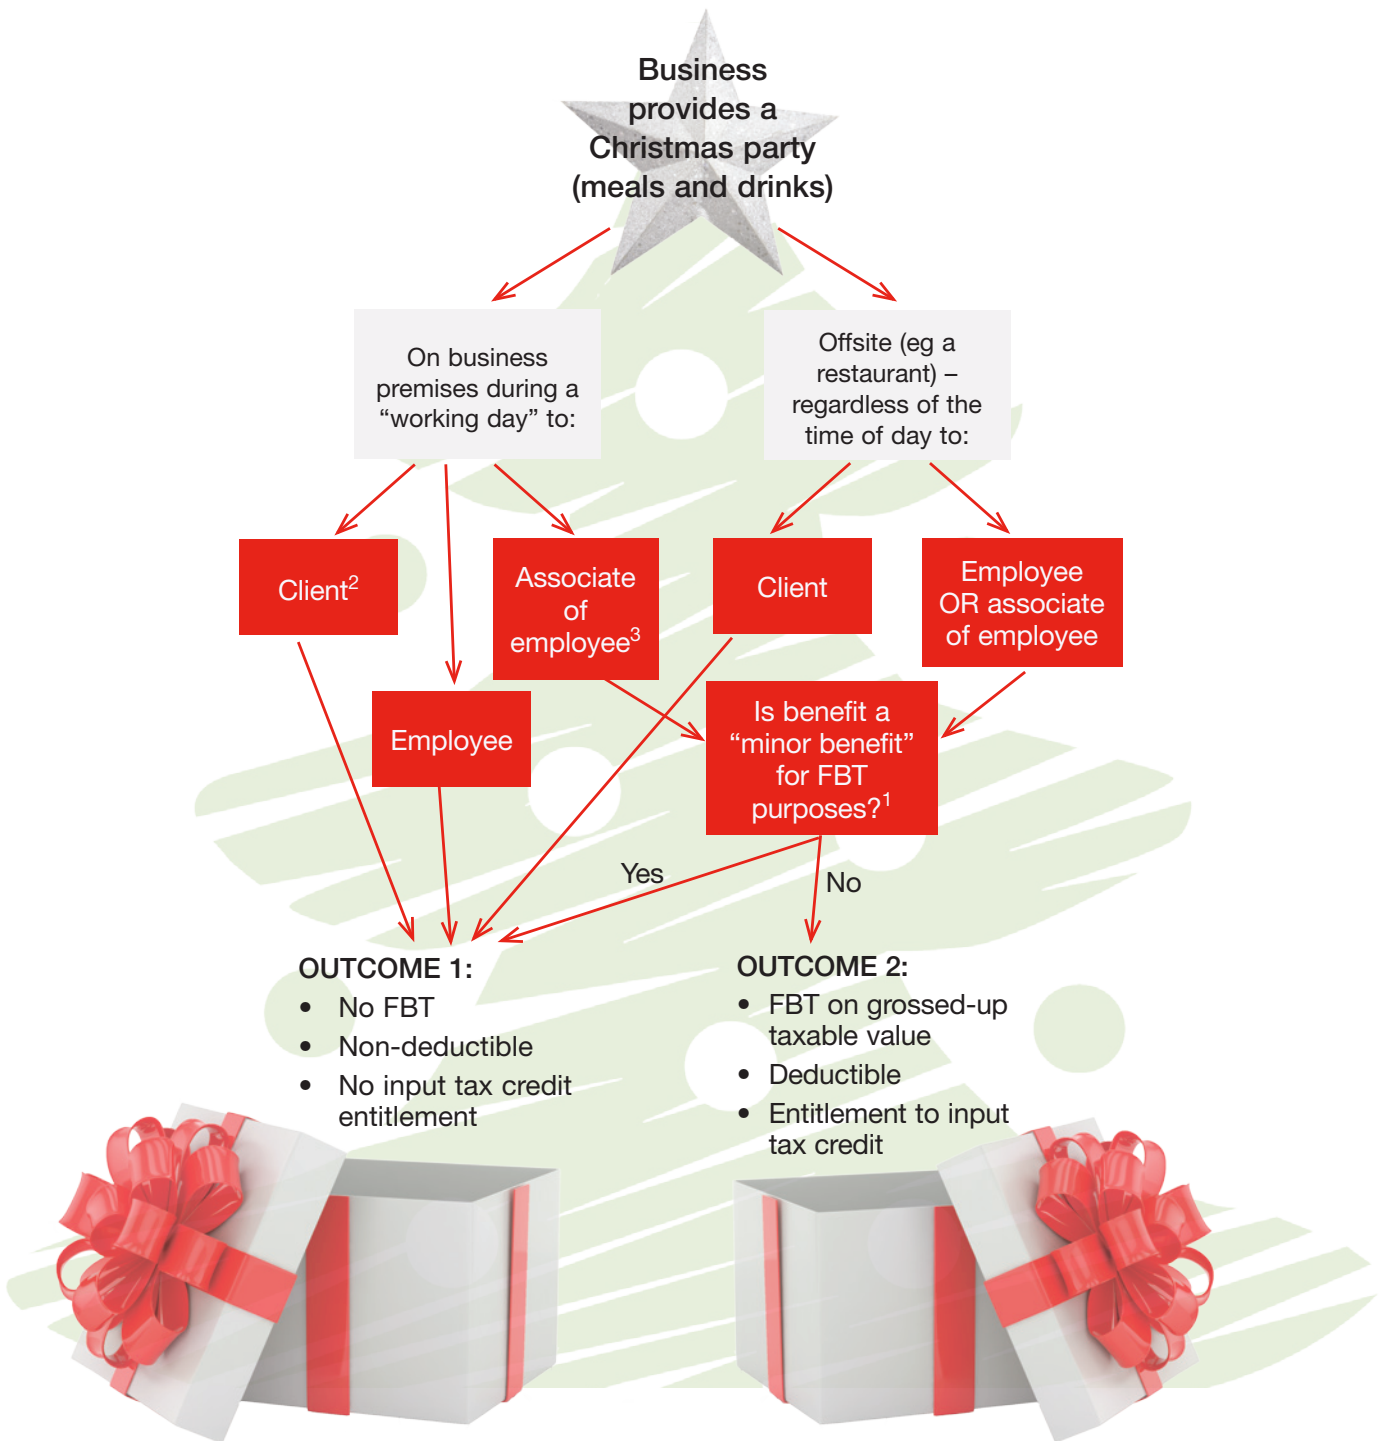 Business
provides a
Christmas party
(meals and drinks)
On business
premises during a
“working day” to:
Offsite (eg a
restaurant) –
regardless of the
time of day to:
Client²
Associate
of
employee³
Client
Employee
OR associate
of employee
Employee
Is benefit a
“minor benefit”
for FBT
purposes?¹
Yes
No
OUTCOME 1:
• No FBT
• Non-deductible
• No input tax credit
entitlement
OUTCOME 2:
• FBT on grossed-up
taxable value
• Deductible
• Entitlement to input
tax credit